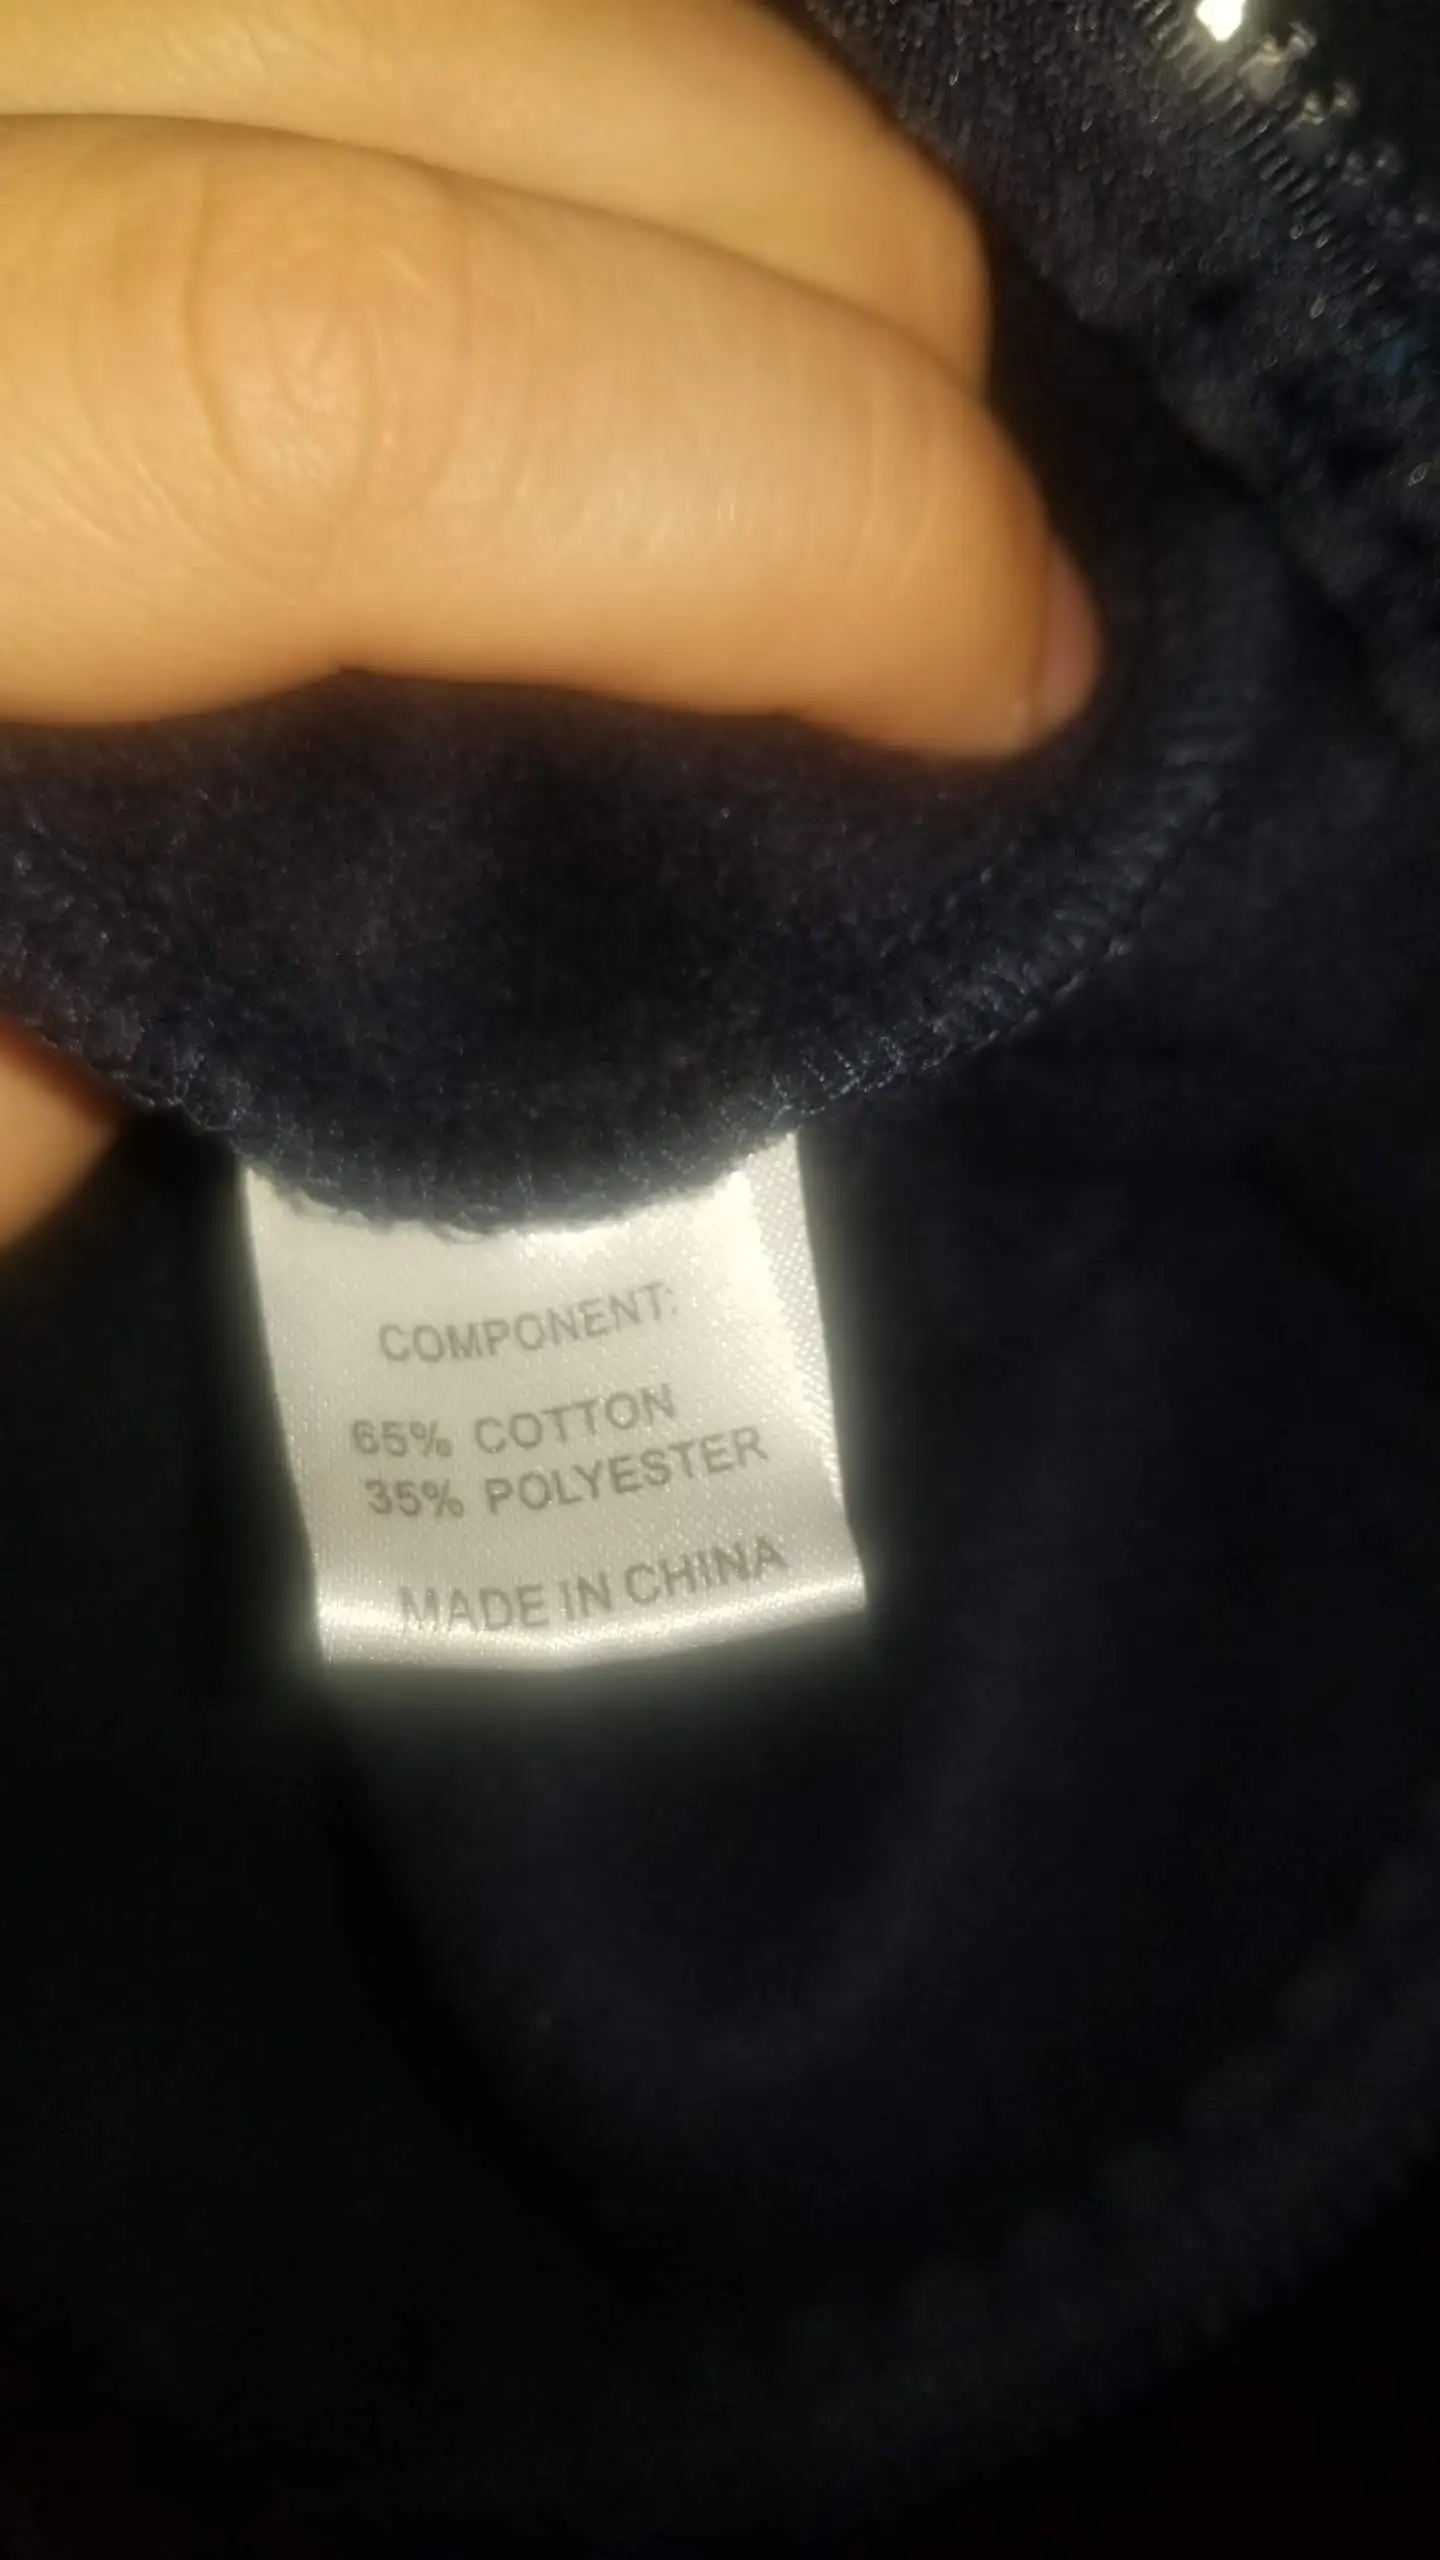 COMPONENT:
65% COTTON
35% POLYESTER
MADE IN CHINA